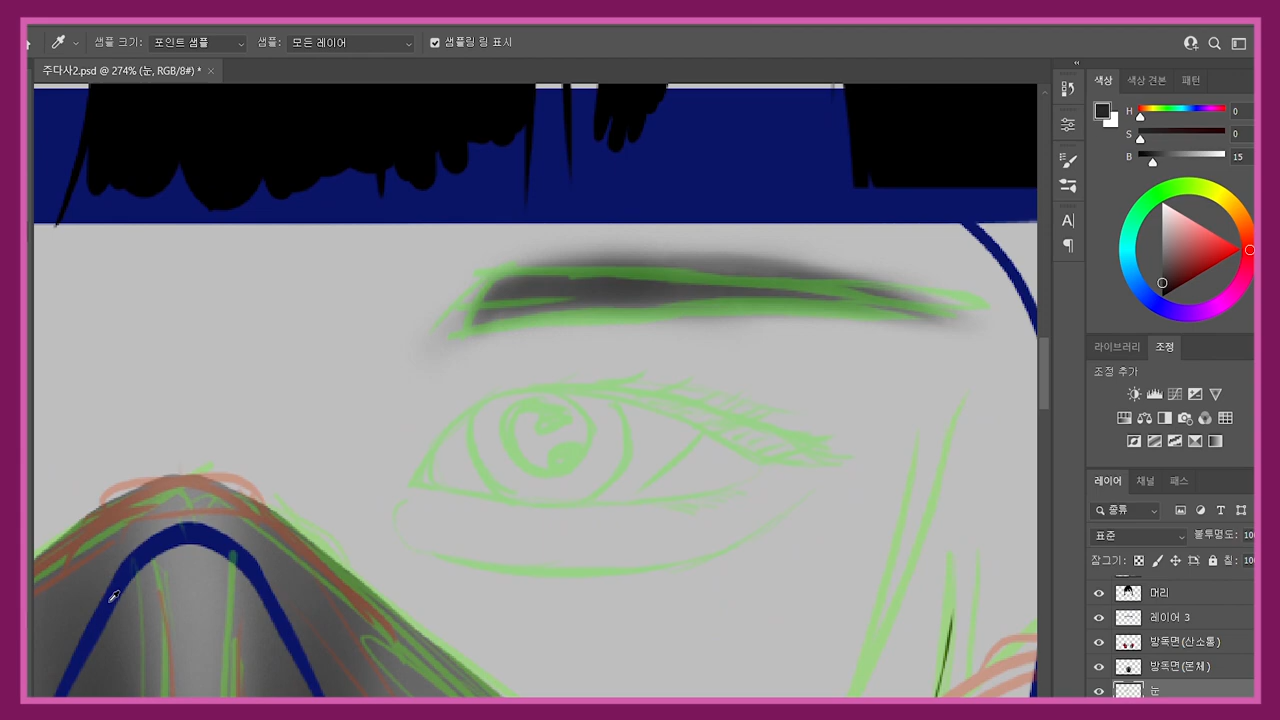 샘플 크기: 포인트 샘플 샘플: 모든 레이어 샘플링 링 표시
주다사2.psd @ 274% (눈, RGB/8#) *
색상 색상 견본 패턴
H 0
S 0
B 15
라이브러리 조정
조정 추가
레이어 채널 패스
종류
표준 불투명도: 100
잠그기: 칠: 100
머리
레이어 3
방독면(산소통)
방독면(본체)
눈